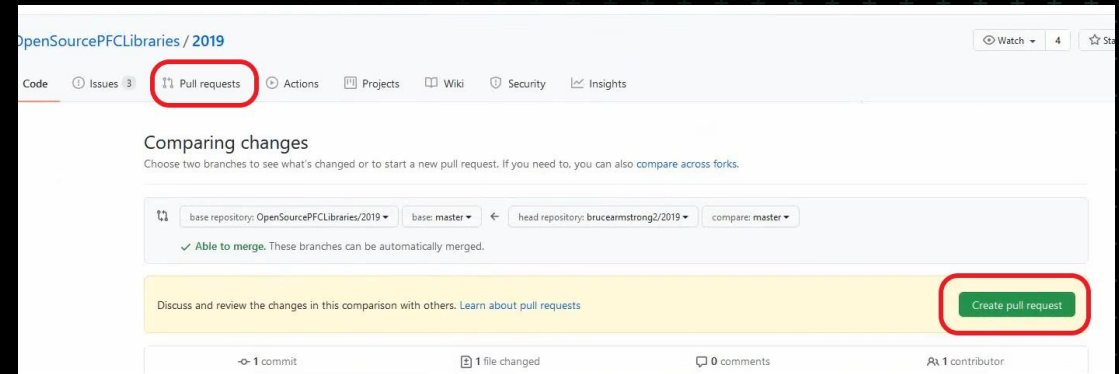 OpenSourcePFCLibraries / 2019
Watch 4
Code Issues 3 Pull requests Actions Projects Wiki Security Insights
Comparing changes
Choose two branches to see what's changed or to start a new pull request. If you need to, you can also compare across forks.
base repository: OpenSourcePFCLibraries/2019 base: master ← head repository: brucearmstrong2/2019 compare: master
✓ Able to merge. These branches can be automatically merged.
Discuss and review the changes in this comparison with others. Learn about pull requests Create pull request
1 commit 1 file changed 0 comments 1 contributor